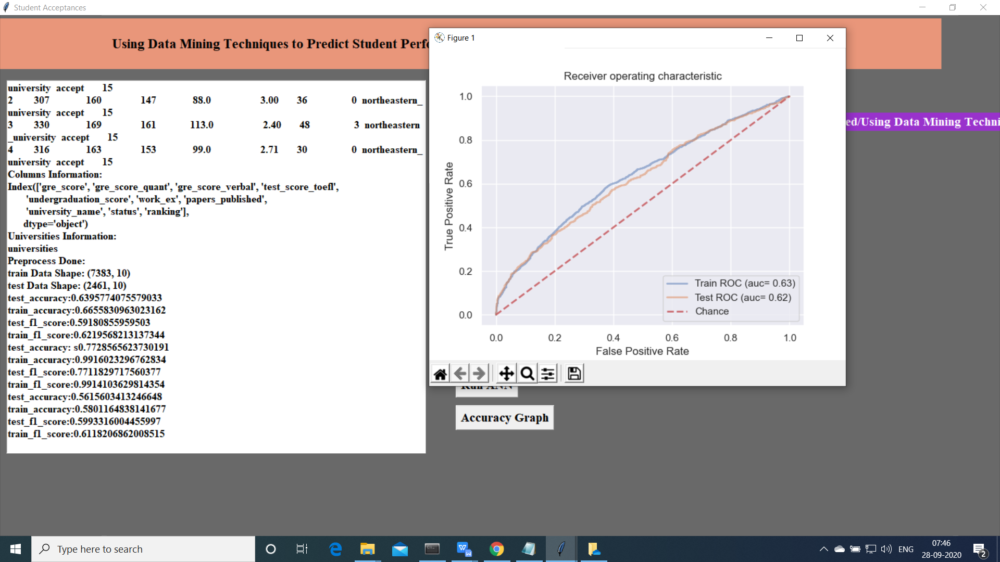 Student Acceptances
Using Data Mining Techniques to Predict Student Perfo
university accept 15
2 307 160 147 88.0 3.00 36 0 northeastern_
university accept 15
3 330 169 161 113.0 2.40 48 3 northeastern
_university accept 15
4 316 163 153 99.0 2.71 30 0 northeastern_
university accept 15
Columns Information:
Index(['gre_score', 'gre_score_quant', 'gre_score_verbal', 'test_score_toefl',
'undergraduation_score', 'work_ex', 'papers_published',
'university_name', 'status', 'ranking'],
dtype='object')
Universities Information:
universities
Preprocess Done:
train Data Shape: (7383, 10)
test Data Shape: (2461, 10)
test_accuracy:0.6395774075579033
train_accuracy:0.6655830963023162
test_f1_score:0.59180855959503
train_f1_score:0.6219568213137344
test_accuracy: s0.7728565623730191
train_accuracy:0.9916023296762834
test_f1_score:0.7711829717560377
train_f1_score:0.9914103629814354
test_accuracy:0.5615603413246648
train_accuracy:0.5801164838141677
test_f1_score:0.5993316004455997
train_f1_score:0.6118206862008515
Figure 1
Receiver operating characteristic
True Positive Rate
1.0
0.8
0.6
0.4
0.2
0.0
Train ROC (auc= 0.63)
Test ROC (auc= 0.62)
Chance
0.0 0.2 0.4 0.6 0.8 1.0
False Positive Rate
ed/Using Data Mining Techni
Run ANN
Accuracy Graph
Type here to search
ENG
07:46
28-09-2020
2